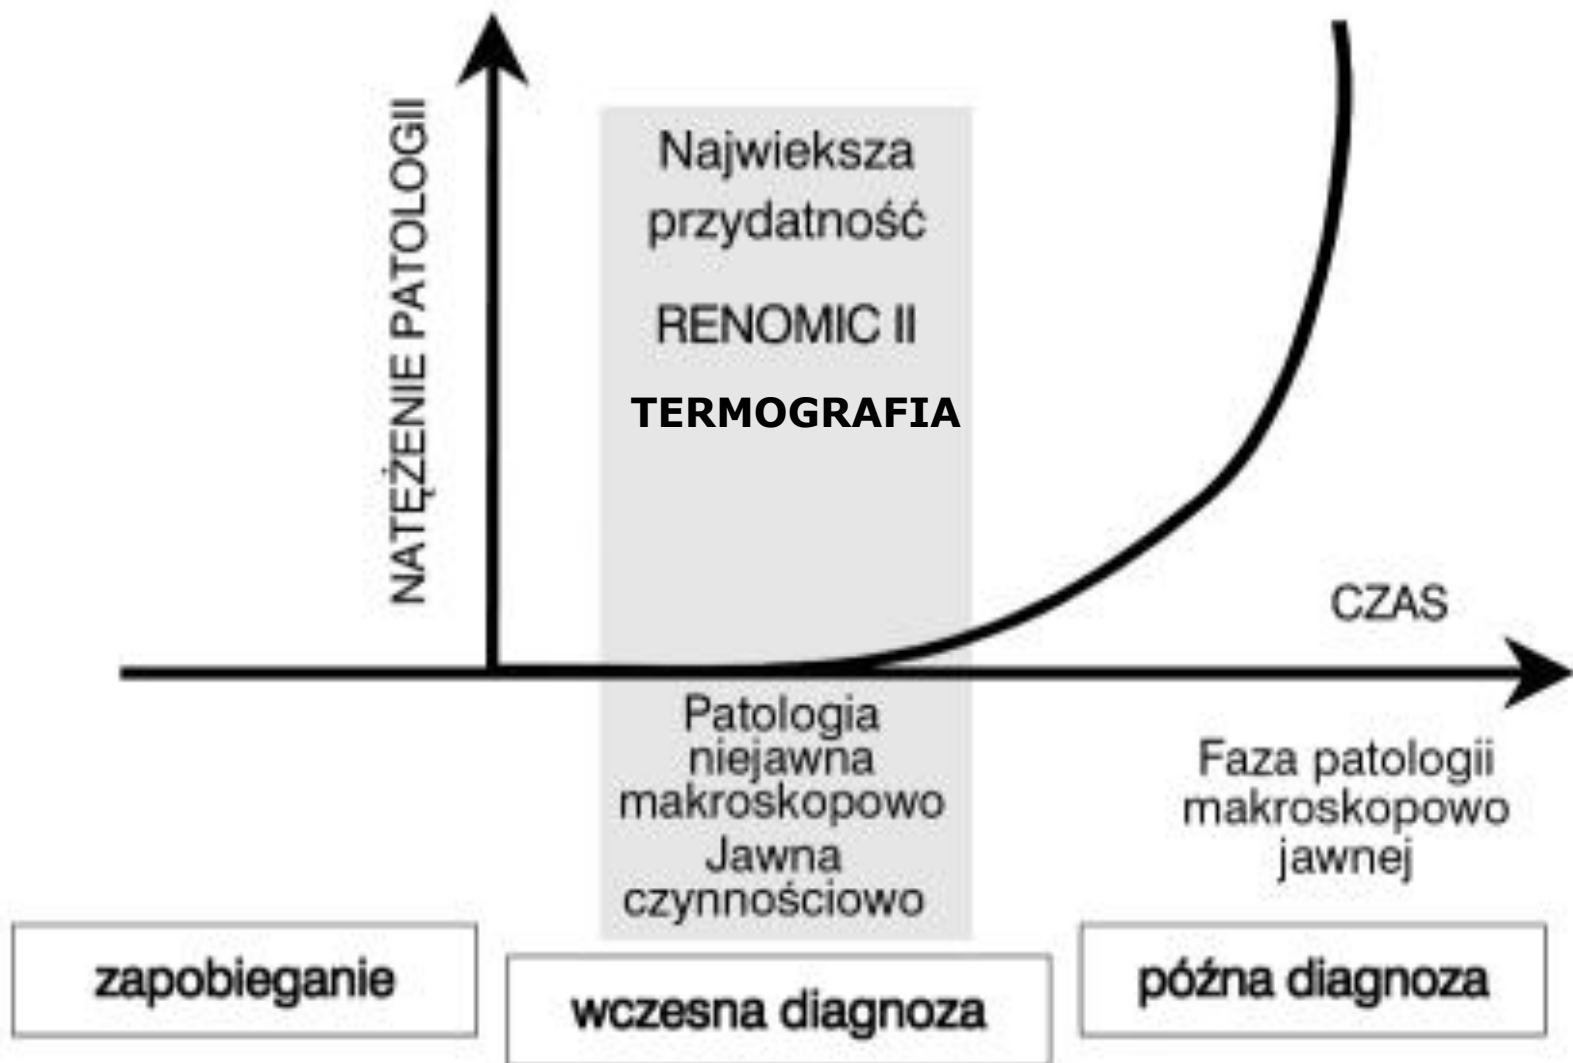 NATĘŻENIE PATOLOGII
Najwieksza
przydatność
RENOMIC II
TERMOGRAFIA
CZAS
Patologia
niejawna
makroskopowo
Jawna
czynnościowo
Faza patologii
makroskopowo
jawnej
zapobieganie
wczesna diagnoza
późna diagnoza